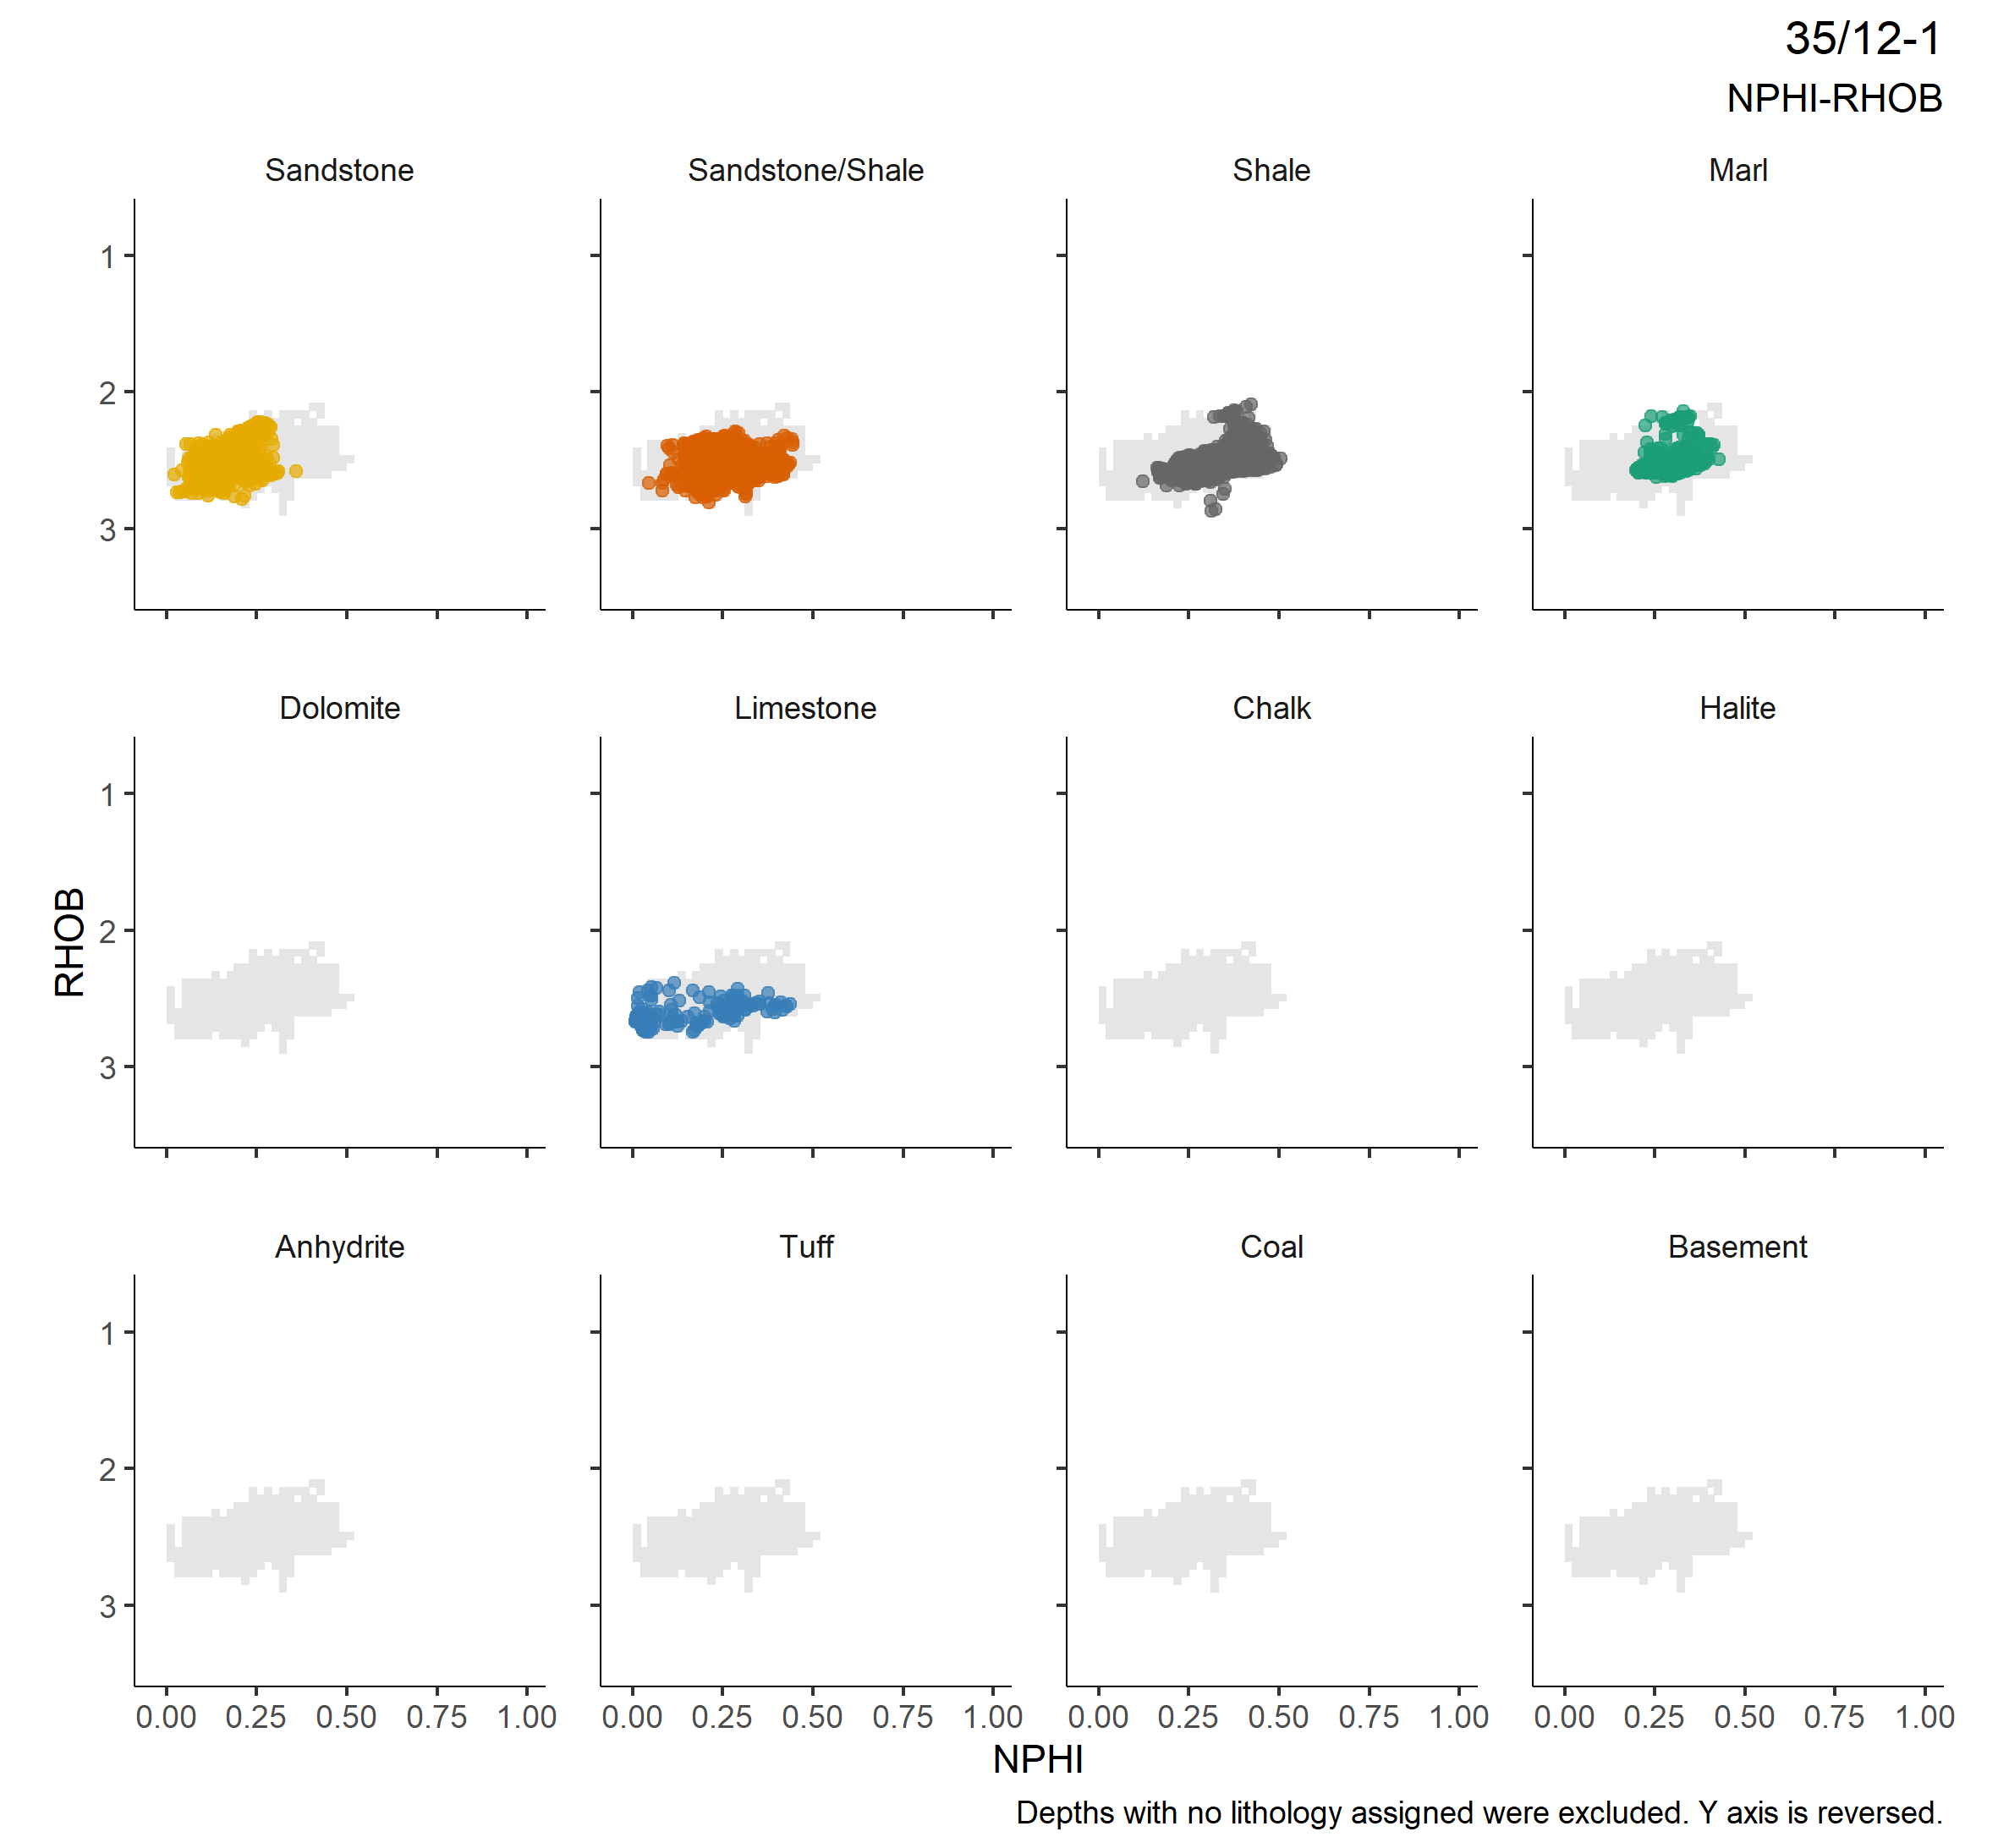 35/12-1
NPHI-RHOB
Sandstone
Sandstone/Shale
Shale
Marl
1
2
3
Dolomite
Limestone
Chalk
Halite
1
2
3
RHOB
Anhydrite
Tuff
Coal
Basement
1
2
3
0.00 0.25 0.50 0.75 1.00
0.00 0.25 0.50 0.75 1.00
0.00 0.25 0.50 0.75 1.00
0.00 0.25 0.50 0.75 1.00
NPHI
Depths with no lithology assigned were excluded. Y axis is reversed.